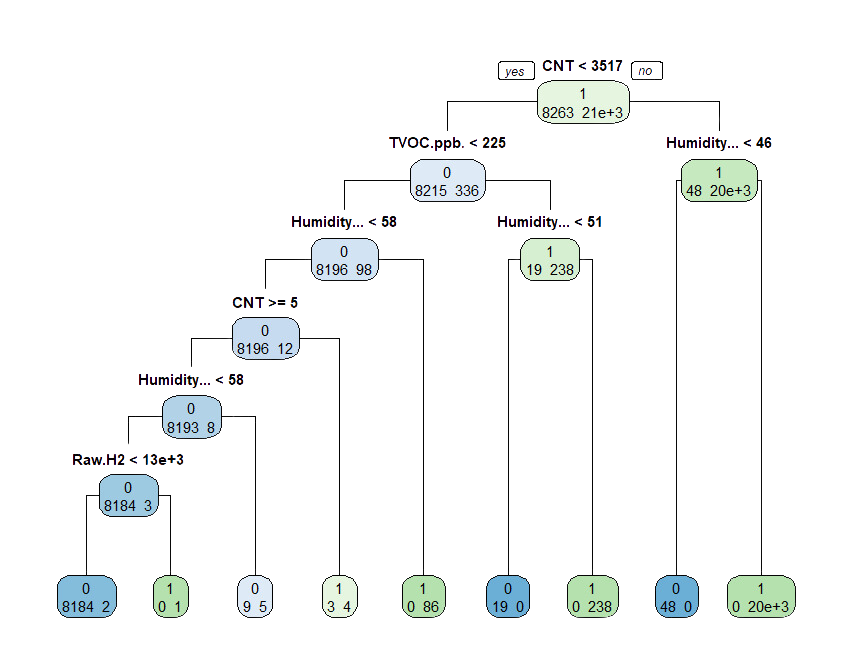 yes CNT < 3517 no
1
8263 21e+3
TVOC.ppb. < 225
Humidity... < 46
0
8215 336
1
48 20e+3
Humidity... < 58
Humidity... < 51
0
8196 98
1
19 238
CNT >= 5
0
8196 12
Humidity... < 58
0
8193 8
Raw.H2 < 13e+3
0
8184 3
0
8184 2
1
0 1
0
9 5
1
3 4
1
0 86
0
19 0
1
0 238
0
48 0
1
0 20e+3